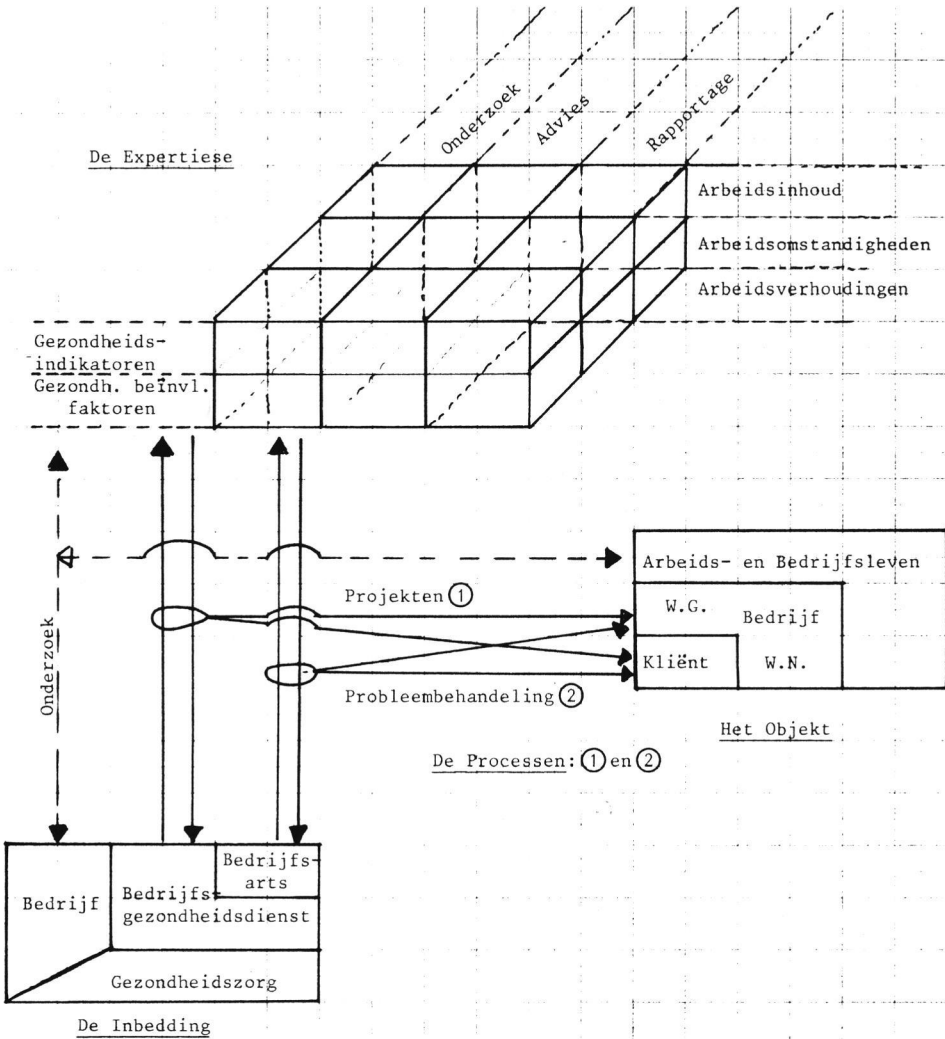 De Expertiese
Onderzoek
Advies
Rapportage
Arbeidsinhoud
Arbeidsomstandigheden
Arbeidsverhoudingen
Gezondheids-
indikatoren
Gezondh. beïnvl.
faktoren
Onderzoek
Projekten ①
Probleembehandeling ②
Arbeids- en Bedrijfsleven
W.G.
Bedrijf
Kliënt
W.N.
Het Objekt
De Processen: ① en ②
Bedrijf
Bedrijfs-
gezondheidsdienst
Bedrijfs-
arts
Gezondheidszorg
De Inbedding